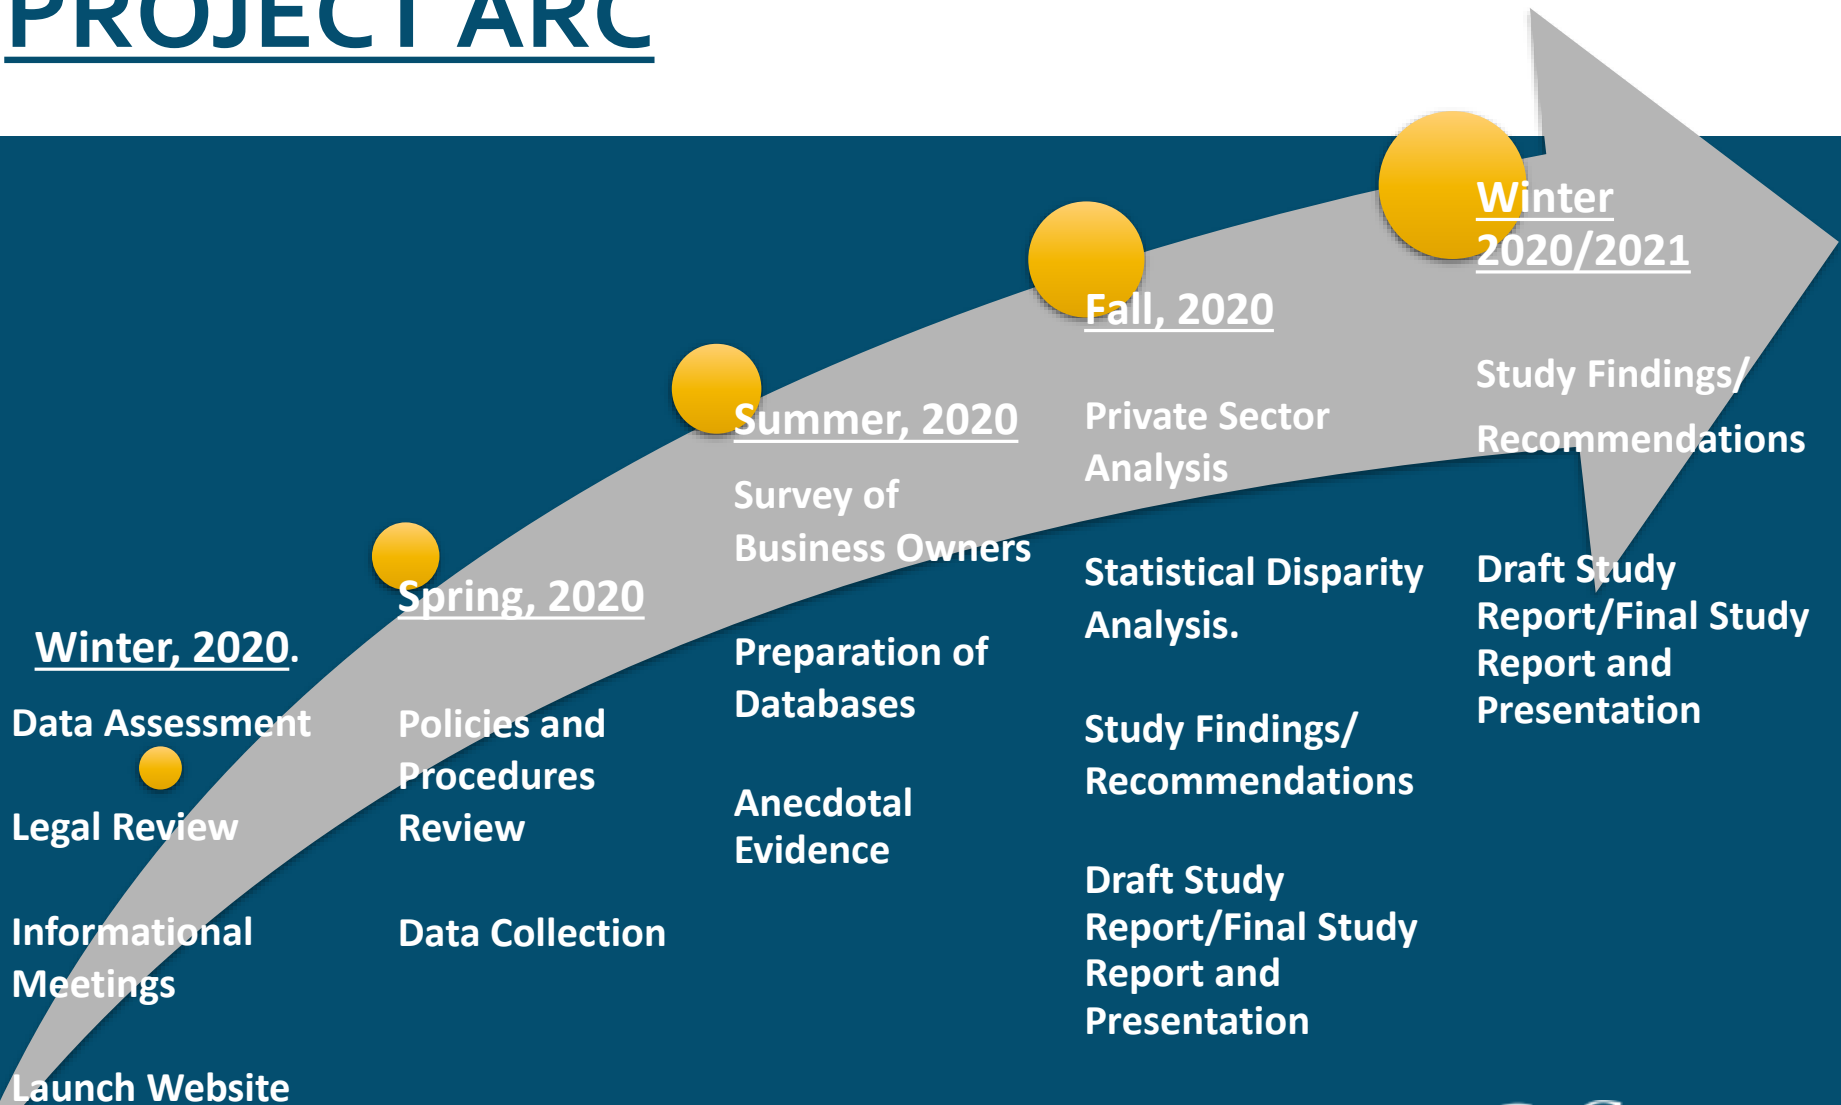 PROJECT ARC
Winter, 2020.
Data Assessment
Legal Review
Informational
Meetings
Launch Website
Spring, 2020
Policies and
Procedures
Review
Data Collection
Summer, 2020
Survey of
Business Owners
Preparation of
Databases
Anecdotal
Evidence
Fall, 2020
Private Sector
Analysis
Statistical Disparity
Analysis.
Study Findings/
Recommendations
Draft Study
Report/Final Study
Report and
Presentation
Winter
2020/2021
Study Findings/
Recommendations
Draft Study
Report/Final Study
Report and
Presentation